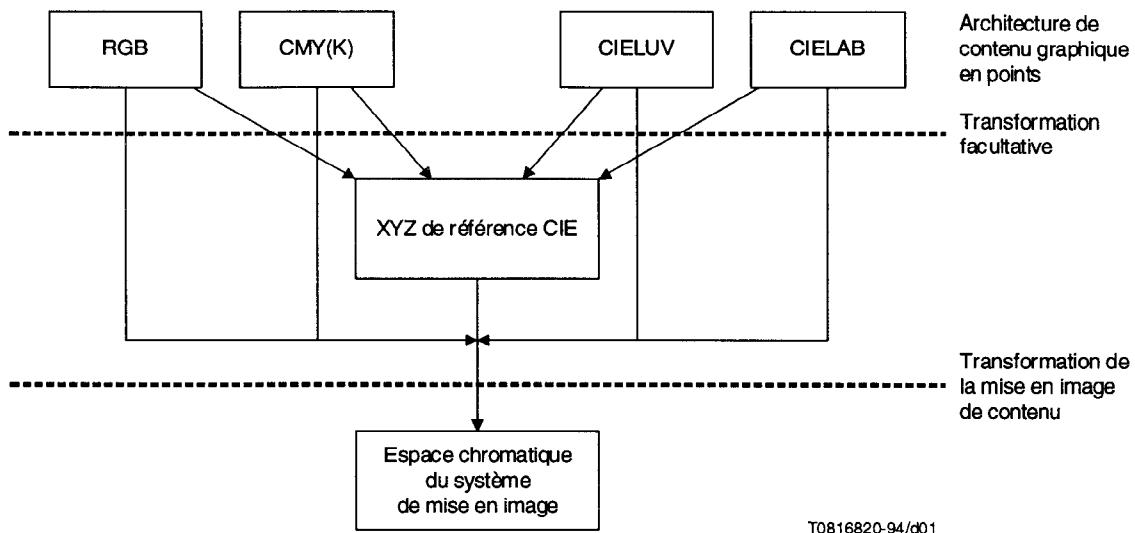 RGB
CMY(K)
CIELUV
CIELAB
Architecture de
contenu graphique
en points
Transformation
facultative
XYZ de référence CIE
Transformation de
la mise en image
de contenu
Espace chromatique
du système
de mise en image
T0816820-94/d01